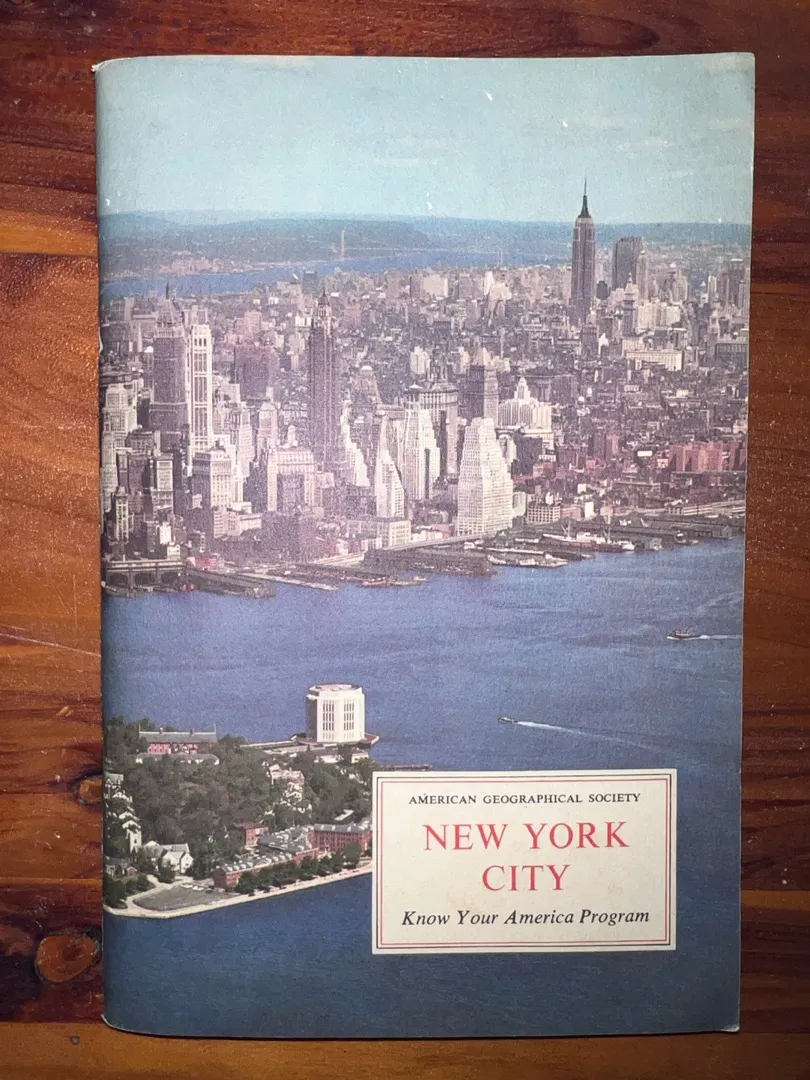 AMERICAN GEOGRAPHICAL SOCIETY
NEW YORK
CITY
Know Your America Program